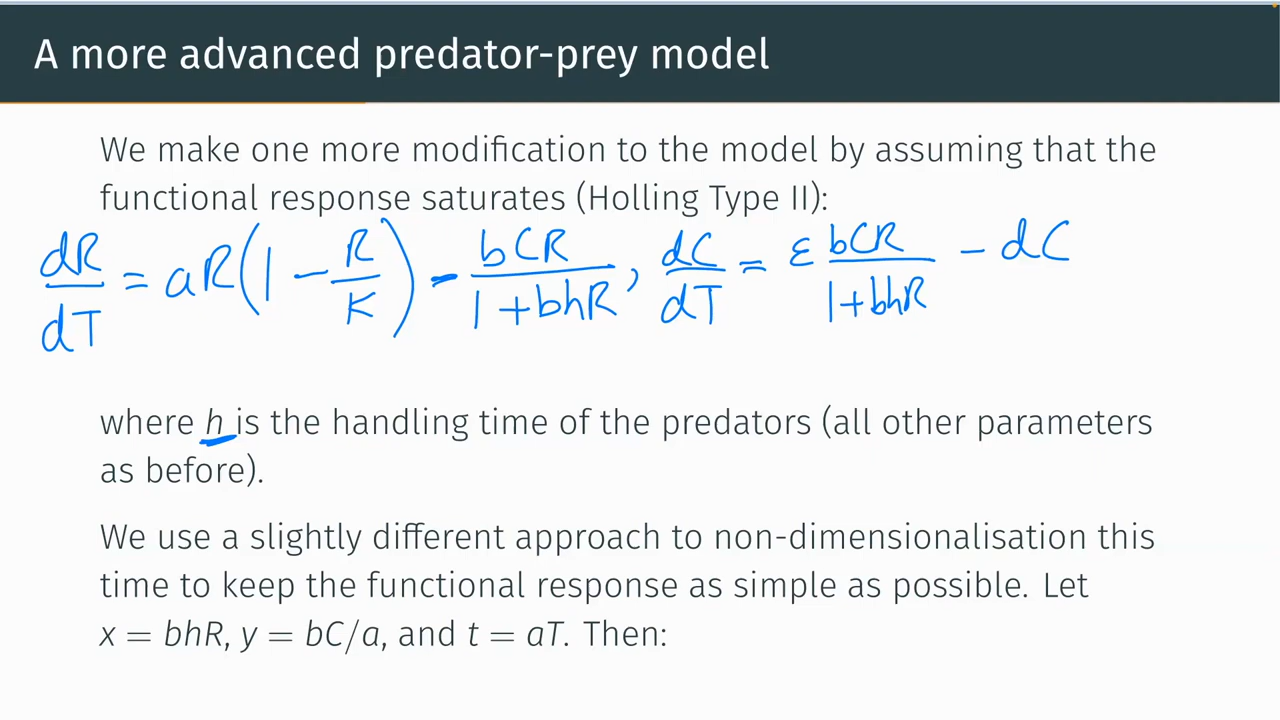 A more advanced predator-prey model
We make one more modification to the model by assuming that the
functional response saturates (Holling Type II):
dR/dT = aR(1 − R/K) - bCR/(1+bhR), dC/dT = ε bCR/(1+bhR) − dC
where h is the handling time of the predators (all other parameters
as before).
We use a slightly different approach to non-dimensionalisation this
time to keep the functional response as simple as possible. Let
x = bhR, y = bC/a, and t = aT. Then: